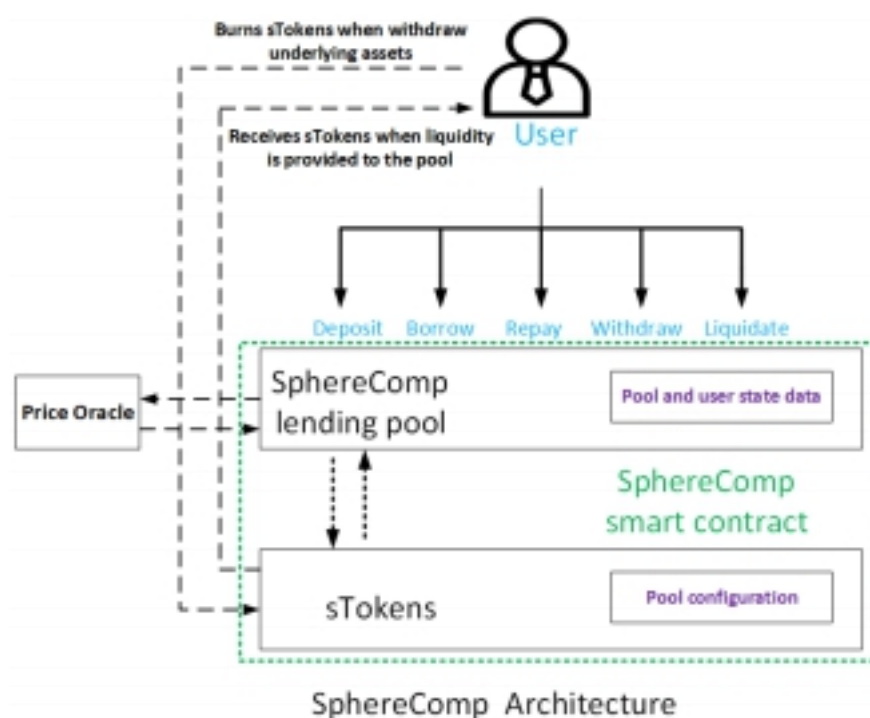 Burns sTokens when withdraw
underlying assets
Receives sTokens when liquidity
is provided to the pool
User
Deposit Borrow Repay Withdraw Liquidate
SphereComp
lending pool
Pool and user state data
Price Oracle
SphereComp
smart contract
sTokens
Pool configuration
SphereComp Architecture